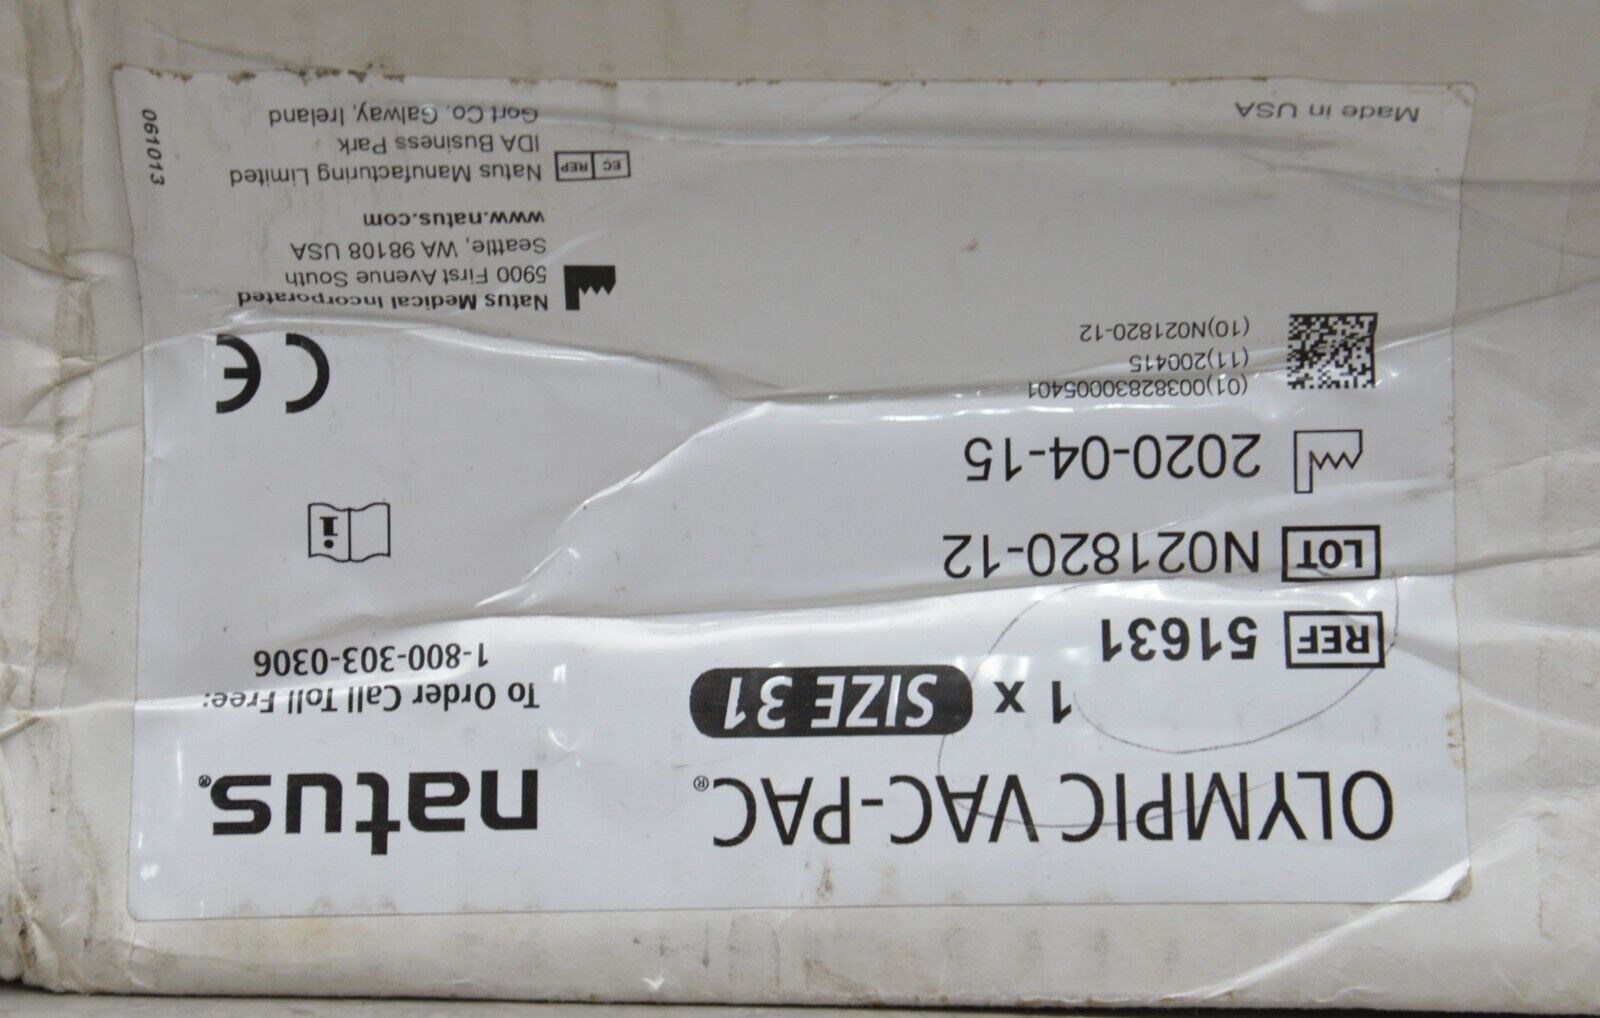 OLYMPIC VAC-PAC®
1 x SIZE 31
REF 51631
LOT N021820-12
2020-04-15
(01)00382830005401
(11)200415
(10)N021820-12
Made in USA
natus®
To Order Call Toll Free:
1-800-303-0306
i
CE
Natus Medical Incorporated
5900 First Avenue South
Seattle, WA 98108 USA
www.natus.com
EC REP Natus Manufacturing Limited
IDA Business Park
Gort Co. Galway, Ireland
061013